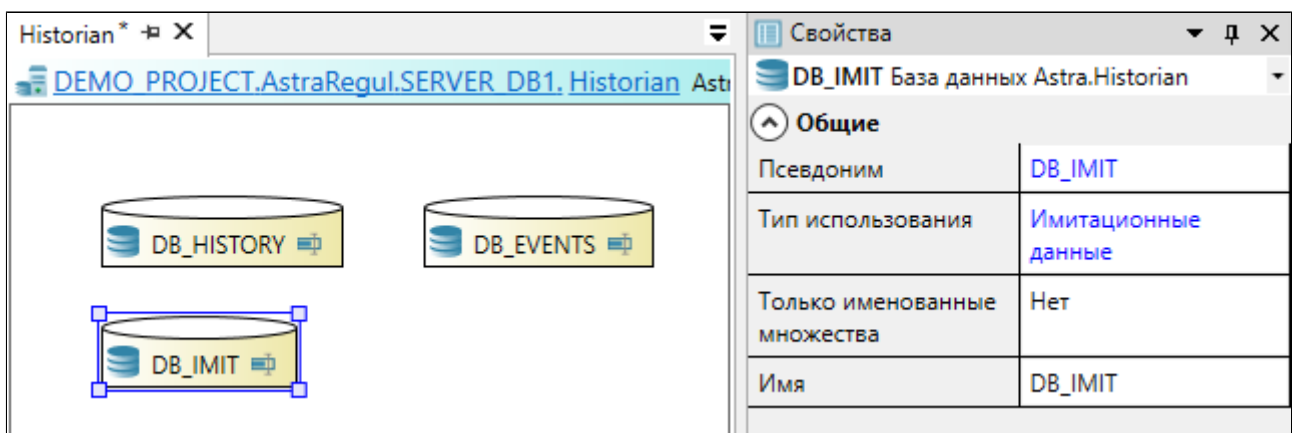 Historian*
DEMO_PROJECT.AstraRegul.SERVER_DB1. Historian Astr
DB_HISTORY
DB_EVENTS
DB_IMIT
Свойства
DB_IMIT База данных Astra.Historian
Общие
Псевдоним DB_IMIT
Тип использования Имитационные
данные
Только именованные Нет
множества
Имя DB_IMIT